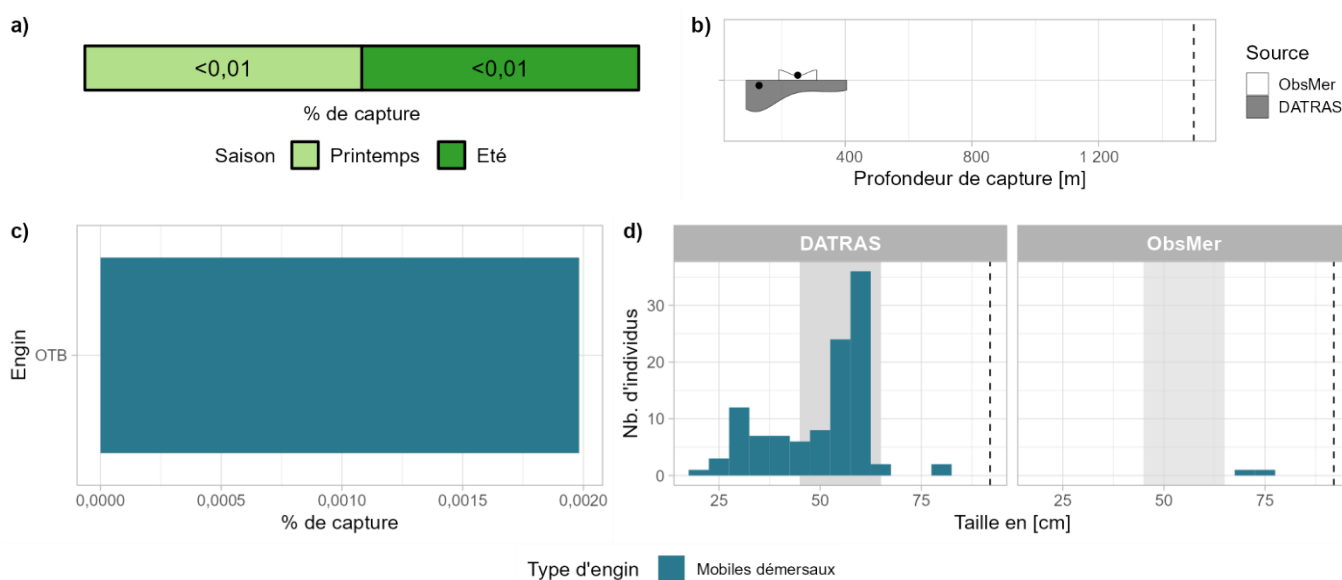 a)
<0,01 <0,01
% de capture
Saison Printemps Eté
b)
400 800 1 200
Profondeur de capture [m]
Source
ObsMer
DATRAS
c)
Engin
OTB
0,0000 0,0005 0,0010 0,0015 0,0020
% de capture
d)
DATRAS ObsMer
Nb. d'individus
30
20
10
0
25 50 75 25 50 75
Taille en [cm]
Type d'engin Mobiles démersaux